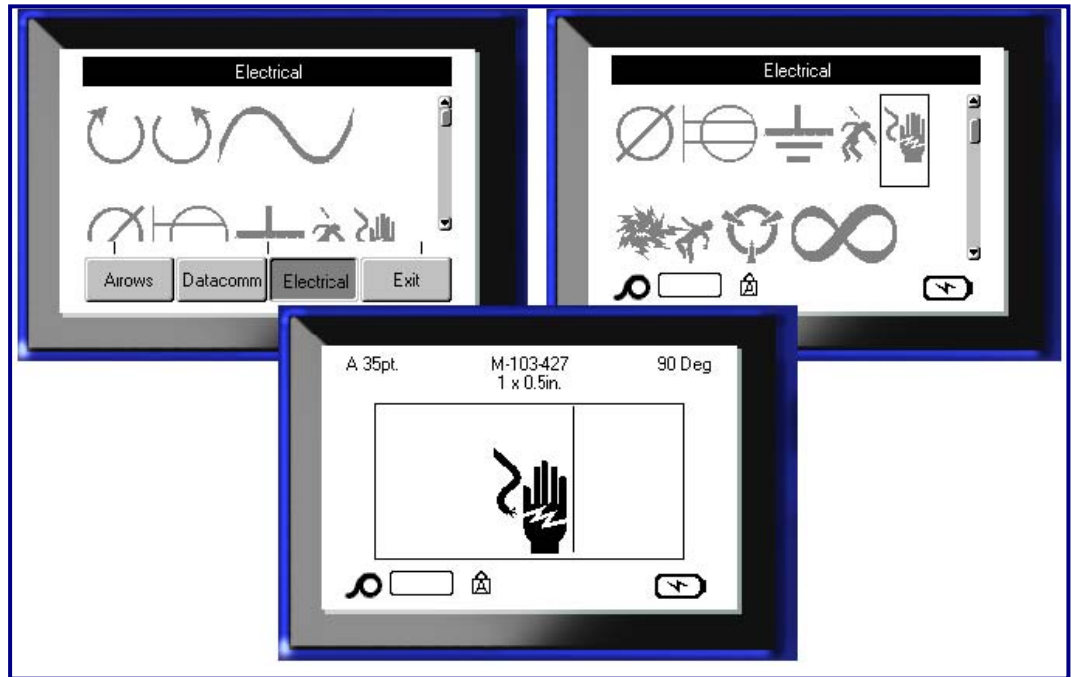 Electrical
Arrows Datacomm Electrical Exit
Electrical
A
A 35pt. M-103-427 90 Deg
1 x 0.5in.
A